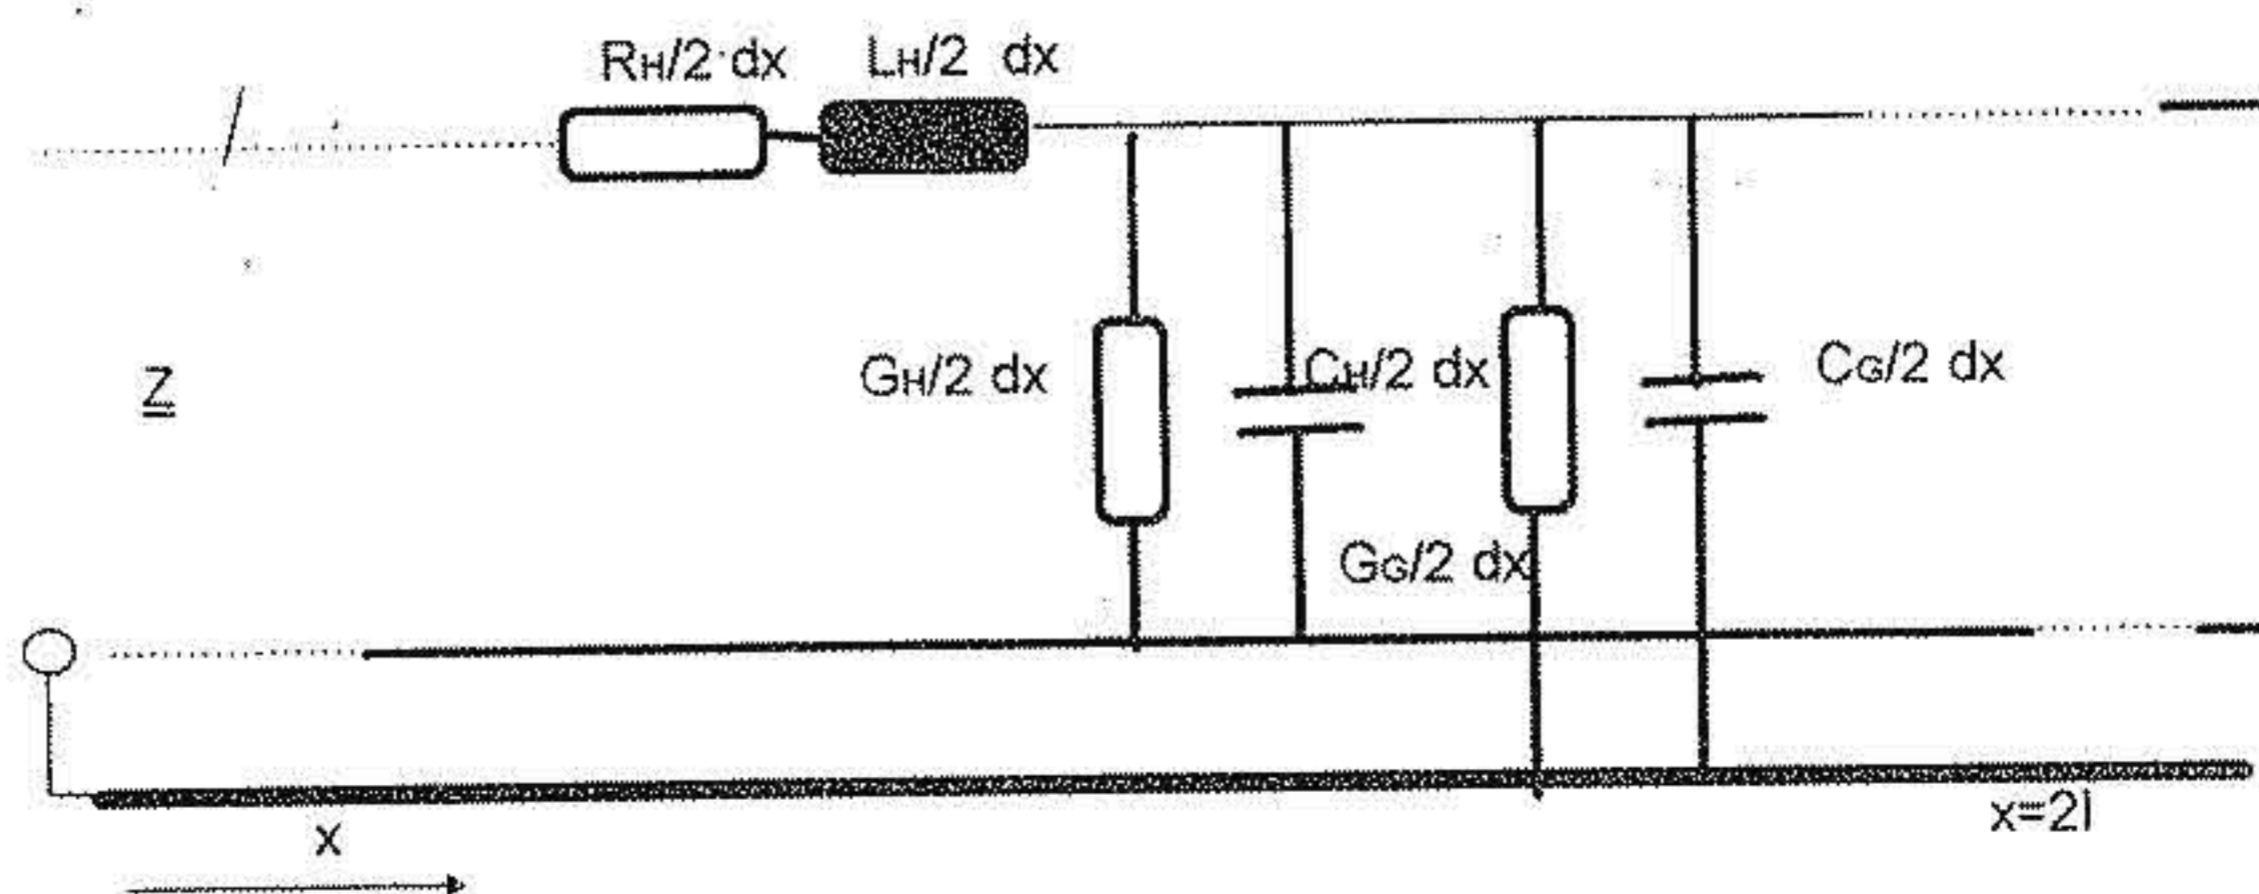 RH/2 dx LH/2 dx
GH/2 dx CH/2 dx CG/2 dx
Z
GG/2 dx
x=2l
x